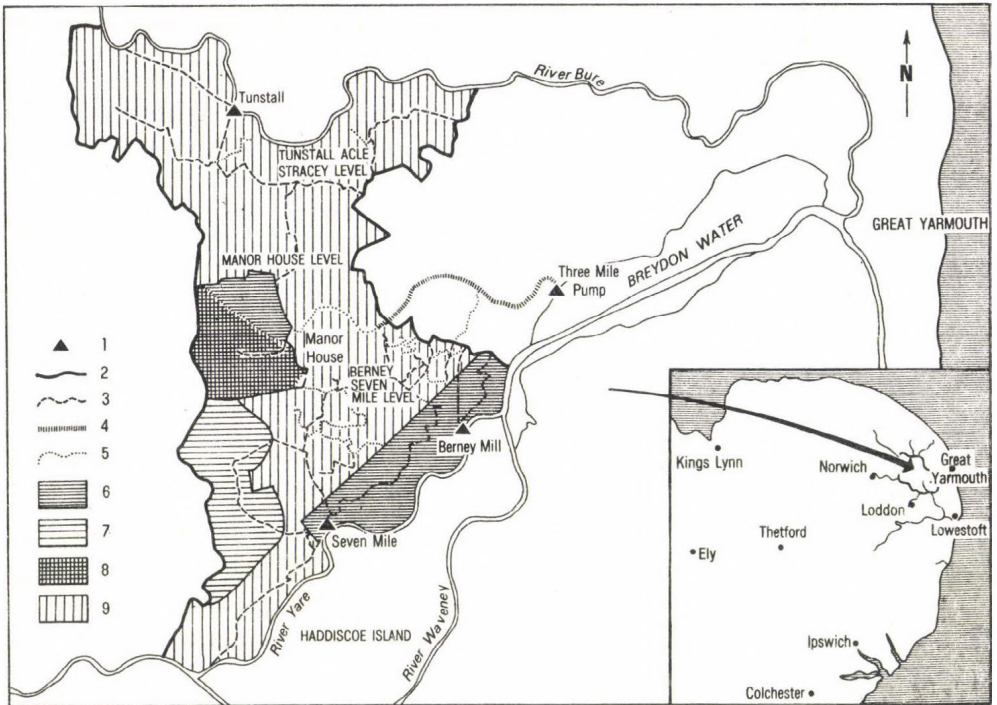 River Bure
N
Tunstall
TUNSTALL ACLE
STRACEY LEVEL
GREAT YARMOUTH
BREYDON WATER
MANOR HOUSE LEVEL
Three Mile
Pump
Manor
House
BERNEY
SEVEN
MILE LEVEL
Berney Mill
Seven Mile
River Yare
HADDISCOE ISLAND
River Waveney
1
2
3
4
5
6
7
8
9
Kings Lynn
Norwich
Great
Yarmouth
Loddon
Lowestoft
Thetford
Ely
Ipswich
Colchester